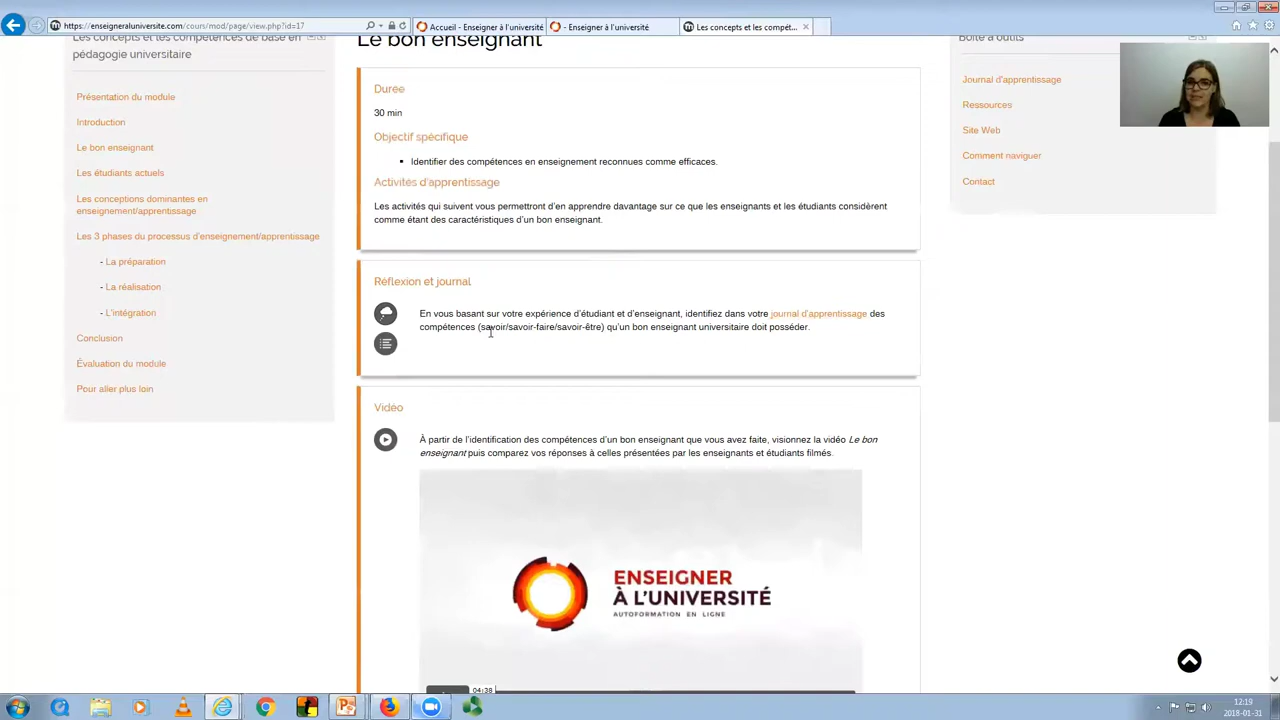 https://enseigneraluniversite.com/cours/mod/page/view.php?id=17
Accueil - Enseigner à l'université
- Enseigner à l'université
Les concepts et les compét...
Les concepts et les compétences de base en
pédagogie universitaire
Présentation du module
Introduction
Le bon enseignant
Les étudiants actuels
Les conceptions dominantes en
enseignement/apprentissage
Les 3 phases du processus d'enseignement/apprentissage
- La préparation
- La réalisation
- L'intégration
Conclusion
Évaluation du module
Pour aller plus loin
Le bon enseignant
Durée
30 min
Objectif spécifique
Identifier des compétences en enseignement reconnues comme efficaces.
Activités d'apprentissage
Les activités qui suivent vous permettront d'en apprendre davantage sur ce que les enseignants et les étudiants considèrent
comme étant des caractéristiques d'un bon enseignant.
Réflexion et journal
En vous basant sur votre expérience d'étudiant et d'enseignant, identifiez dans votre journal d'apprentissage des
compétences (savoir/savoir-faire/savoir-être) qu'un bon enseignant universitaire doit posséder.
Vidéo
À partir de l'identification des compétences d'un bon enseignant que vous avez faite, visionnez la vidéo Le bon
enseignant puis comparez vos réponses à celles présentées par les enseignants et étudiants filmés.
ENSEIGNER
À L'UNIVERSITÉ
AUTOFORMATION EN LIGNE
04:38
Boîte à outils
Journal d'apprentissage
Ressources
Site Web
Comment naviguer
Contact
12:19
2018-01-31